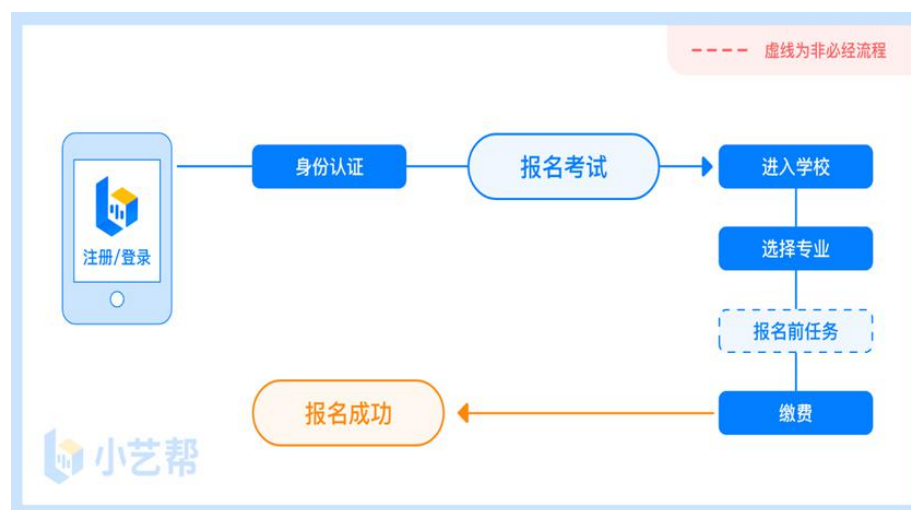 虚线为非必经流程
注册/登录
身份认证
报名考试
进入学校
选择专业
报名前任务
缴费
报名成功
小艺帮